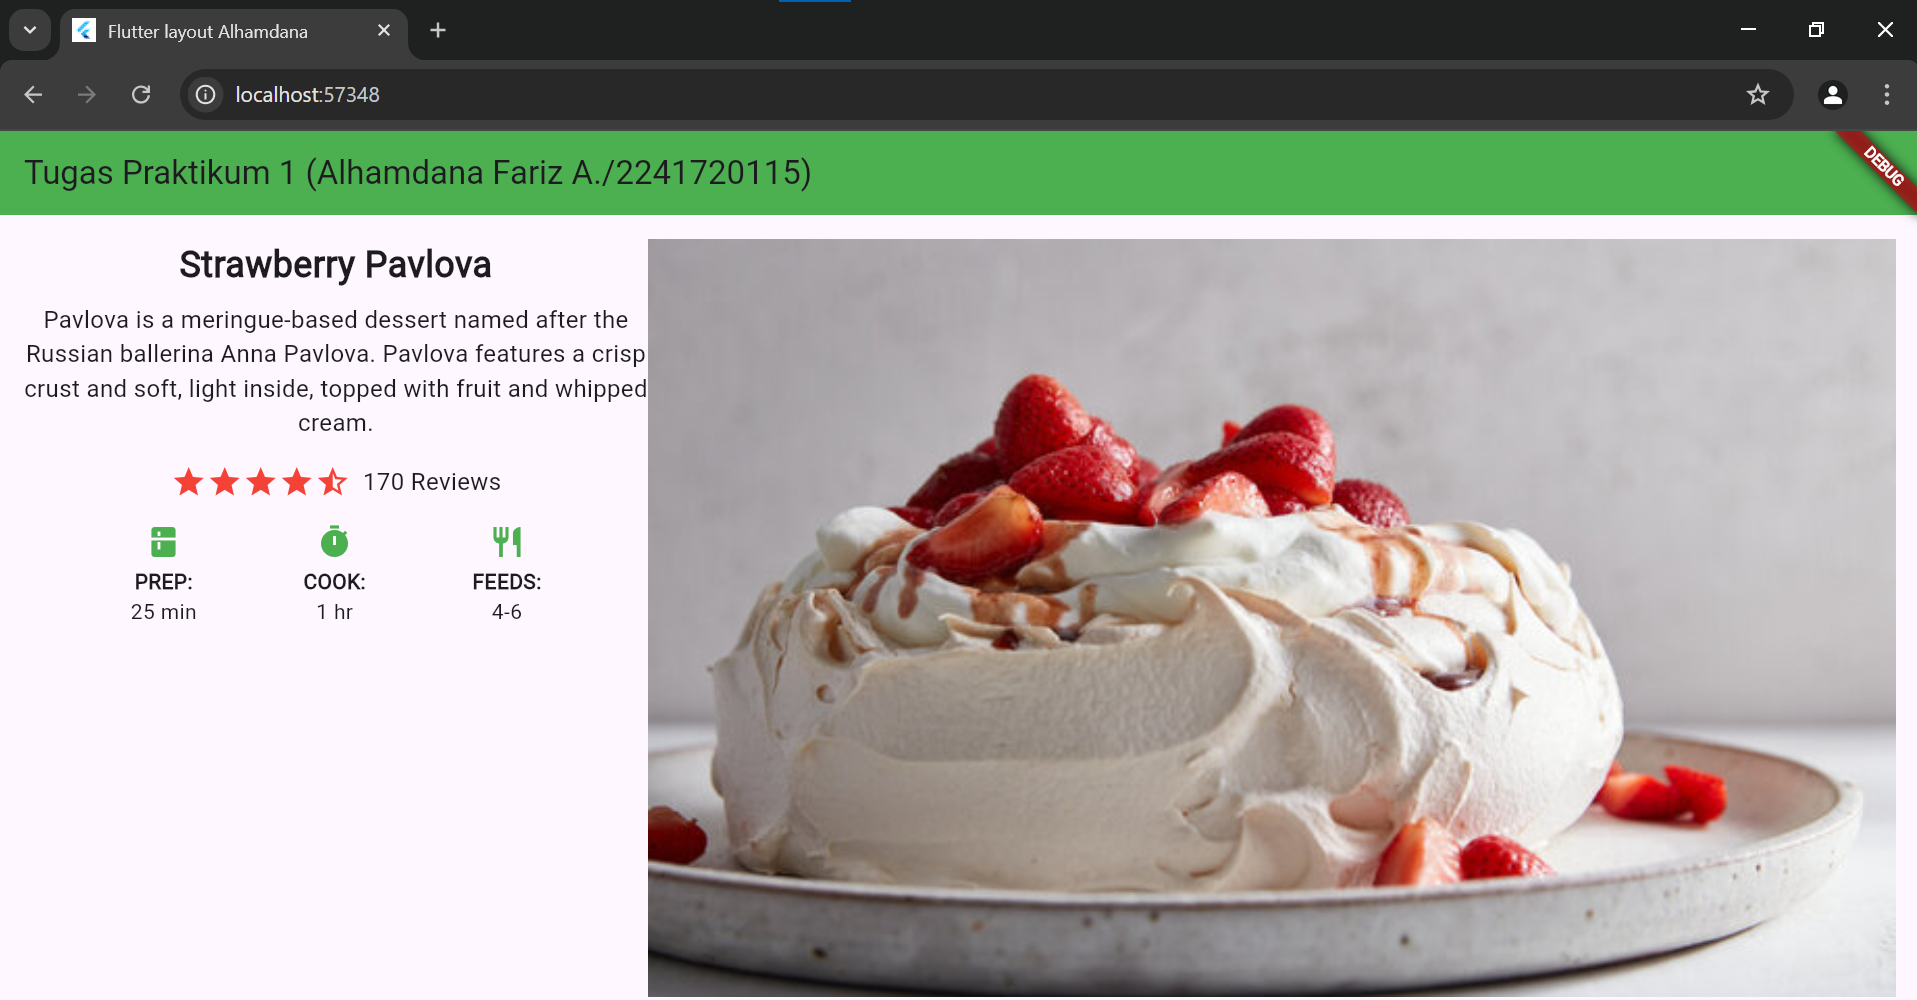 Flutter layout Alhamdana
localhost:57348
Tugas Praktikum 1 (Alhamdana Fariz A./2241720115)
DEBUG
Strawberry Pavlova
Pavlova is a meringue-based dessert named after the
Russian ballerina Anna Pavlova. Pavlova features a crisp
crust and soft, light inside, topped with fruit and whipped
cream.
170 Reviews
PREP: COOK: FEEDS:
25 min 1 hr 4-6